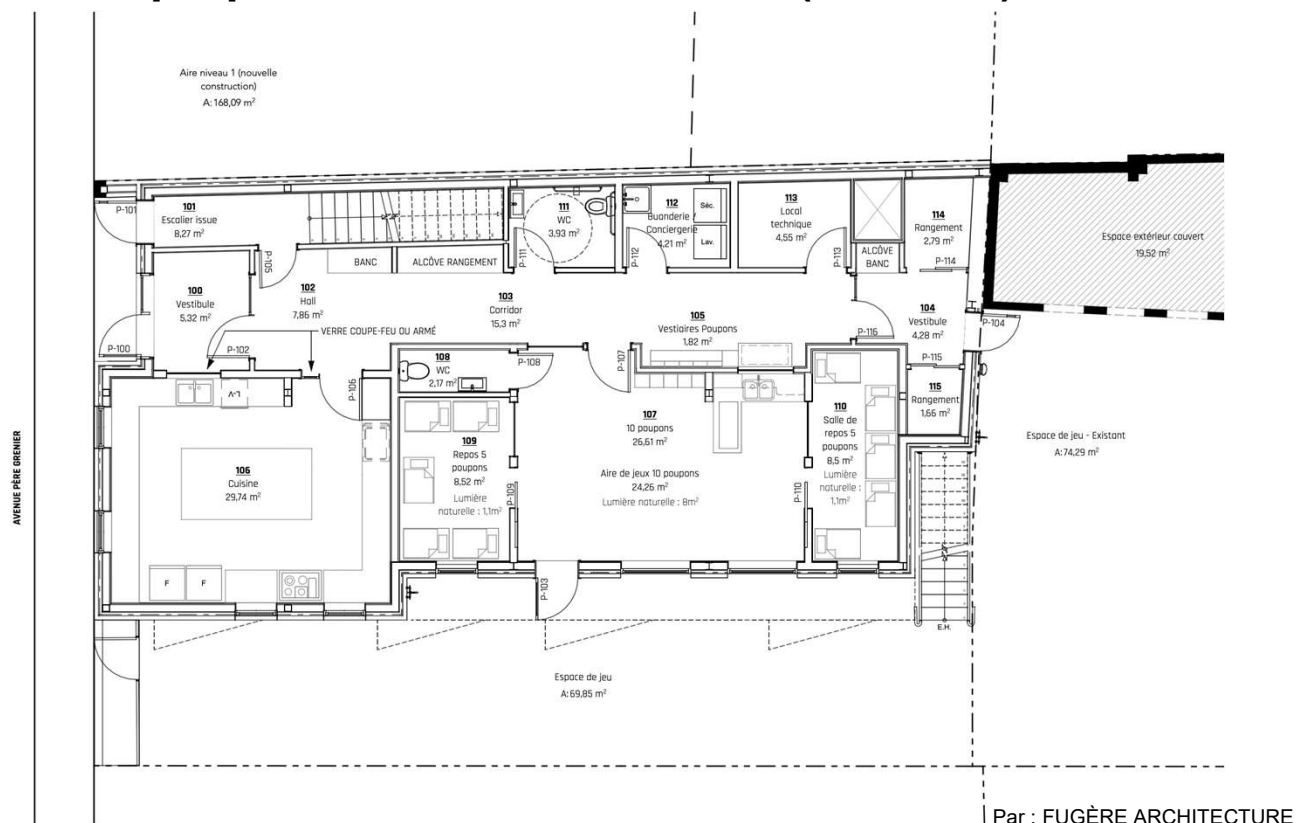 Aire niveau 1 (nouvelle
construction)
A: 168,09 m²
P-101
101
Escalier issue
8,27 m²
P-105
BANC
ALCÔVE RANGEMENT
111
WC
3,93 m²
P-111
112
Buanderie /
Conciergerie
4,21 m²
P-112
Séc.
Lav.
113
Local
technique
4,55 m²
P-113
ALCÔVE
BANC
114
Rangement
2,79 m²
P-114
Espace extérieur couvert
19,52 m²
100
Vestibule
5,32 m²
P-100
P-102
102
Hall
7,86 m²
VERRE COUPE-FEU OU ARMÉ
103
Corridor
15,3 m²
105
Vestiaires Poupons
1,82 m²
P-116
104
Vestibule
4,28 m²
P-104
P-115
115
Rangement
1,66 m²
108
WC
2,17 m²
P-108
P-107
P-106
L-V
106
Cuisine
29,74 m²
F
F
109
Repos 5
poupons
8,52 m²
Lumière
naturelle : 1,1m²
P-109
107
10 poupons
26,61 m²
Aire de jeux 10 poupons
24,26 m²
Lumière naturelle : 8m²
P-110
110
Salle de
repos 5
poupons
8,5 m²
Lumière
naturelle :
1,1m²
P-103
E.H.
Espace de jeu - Existant
A:74,29 m²
AVENUE PÈRE GRENIER
Espace de jeu
A:69,85 m²
Par : FUGÈRE ARCHITECTURE